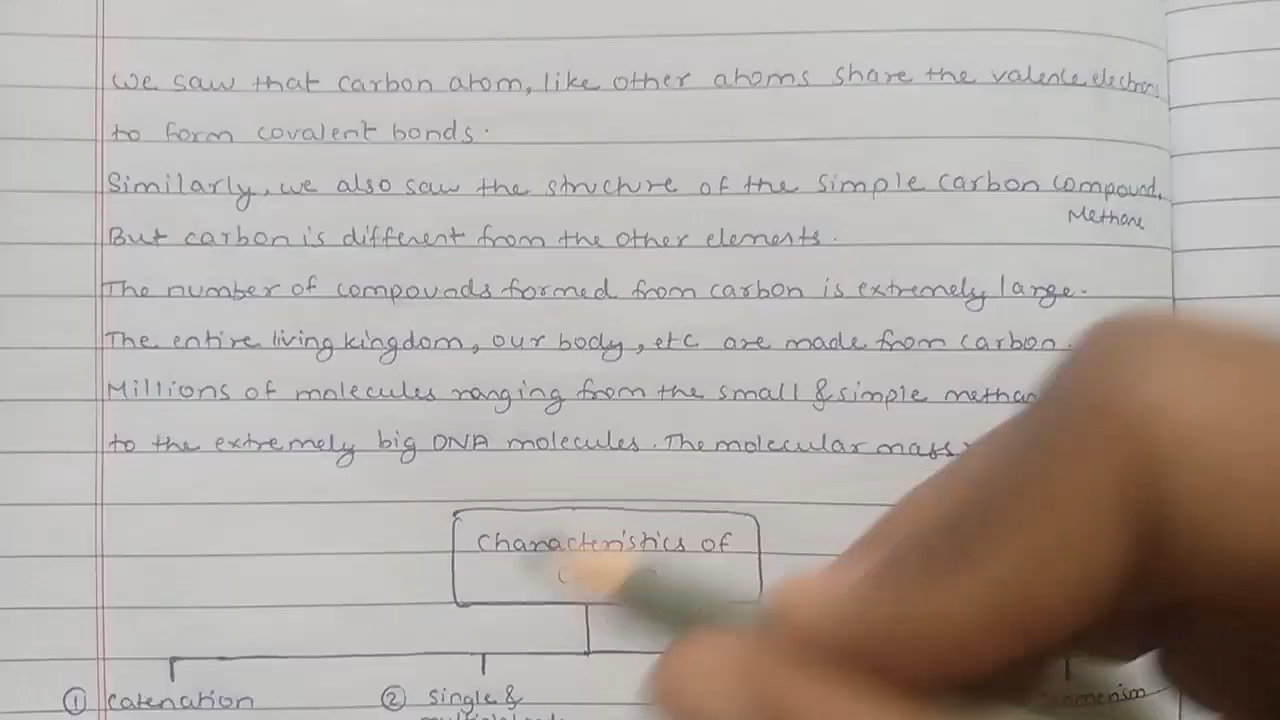 We saw that carbon atom, like other atoms share the valence electrons
to form covalent bonds.
Similarly, we also saw the structure of the simple carbon compound.
Methane
But carbon is different from the other elements.
The number of compounds formed from carbon is extremely large.
The entire living kingdom, our body, etc are made from carbon.
Millions of molecules ranging from the small & simple
to the extremely big DNA molecules. The molecular mass
Characteristics of
① Catenation
② Single &